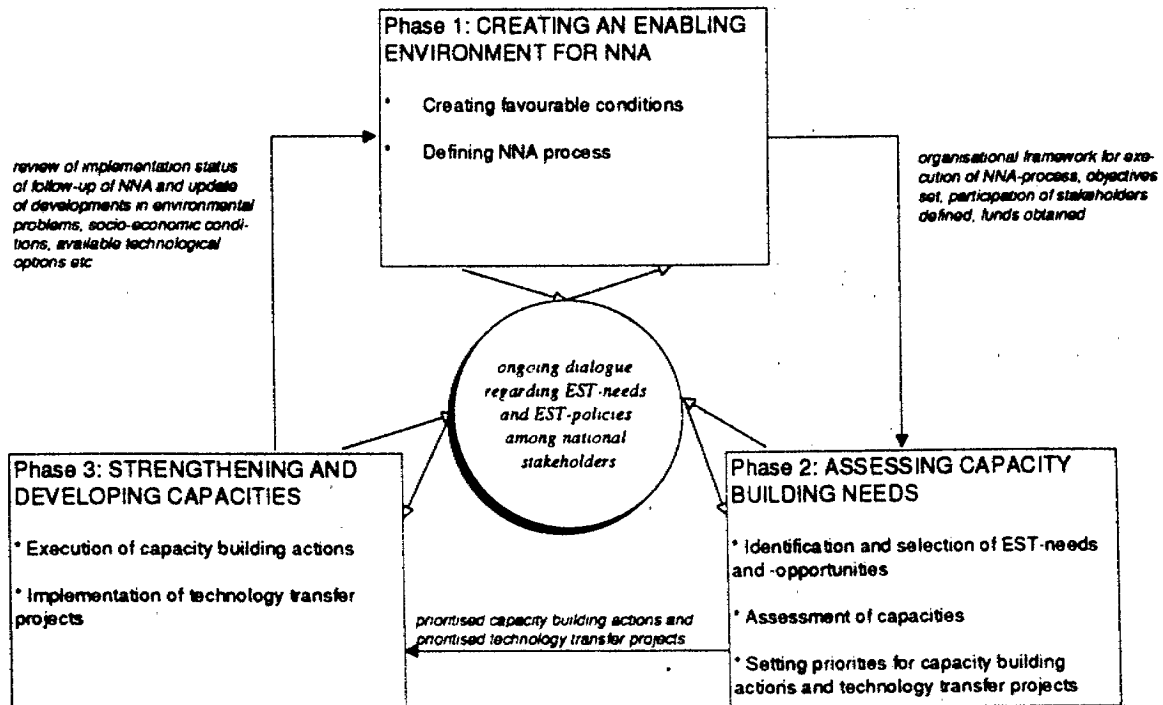 Phase 1: CREATING AN ENABLING
ENVIRONMENT FOR NNA
* Creating favourable conditions
* Defining NNA process
review of implementation status
of follow-up of NNA and update
of developments in environmental
problems, socio-economic condi-
tions, available technological
options etc
organisational framework for exe-
cution of NNA-process, objectives
set, participation of stakeholders
defined, funds obtained
ongoing dialogue
regarding EST-needs
and EST-policies
among national
stakeholders
Phase 3: STRENGTHENING AND
DEVELOPING CAPACITIES
* Execution of capacity building actions
* Implementation of technology transfer
projects
prioritised capacity building actions and
prioritised technology transfer projects
Phase 2: ASSESSING CAPACITY
BUILDING NEEDS
* Identification and selection of EST-needs
and -opportunities
* Assessment of capacities
* Setting priorities for capacity building
actions and technology transfer projects